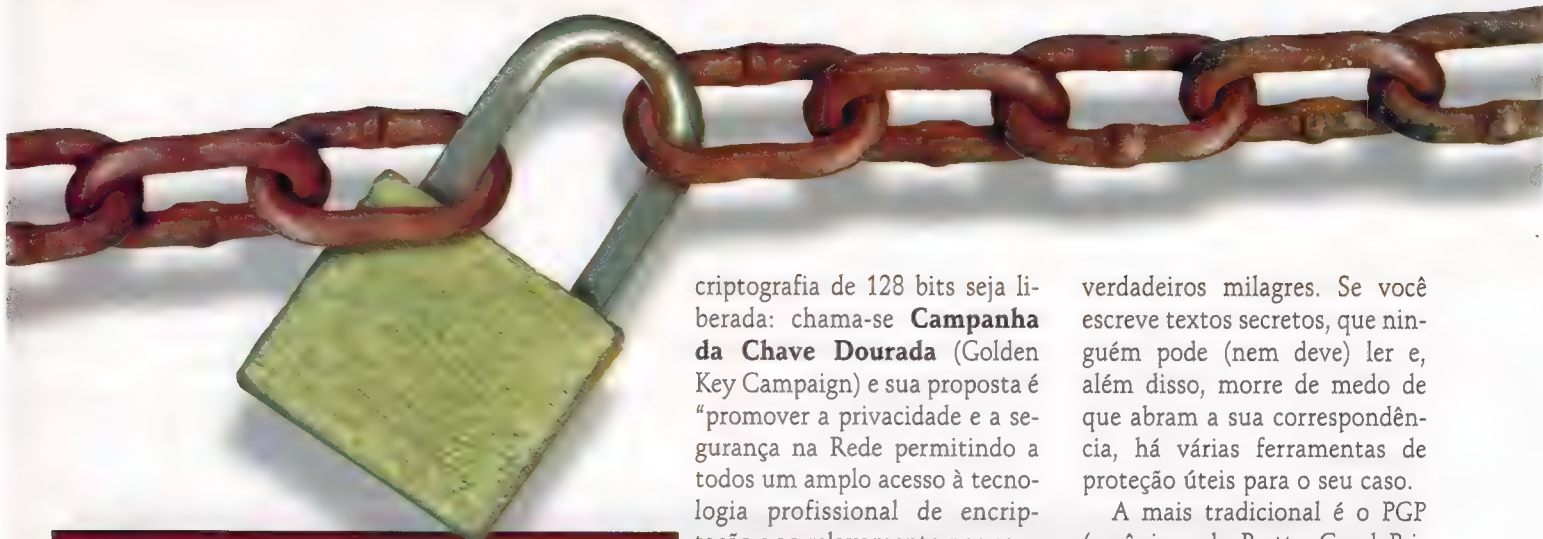 criptografia de 128 bits seja li-
berada: chama-se Campanha
da Chave Dourada (Golden
Key Campaign) e sua proposta é
"promover a privacidade e a se-
gurança na Rede permitindo a
todos um amplo acesso à tecno-
logia profissional de encrip-
verdadeiros milagres. Se você
escreve textos secretos, que nin-
guém pode (nem deve) ler e,
além disso, morre de medo de
que abram a sua correspondên-
cia, há várias ferramentas de
proteção úteis para o seu caso.
A mais tradicional é o PGP